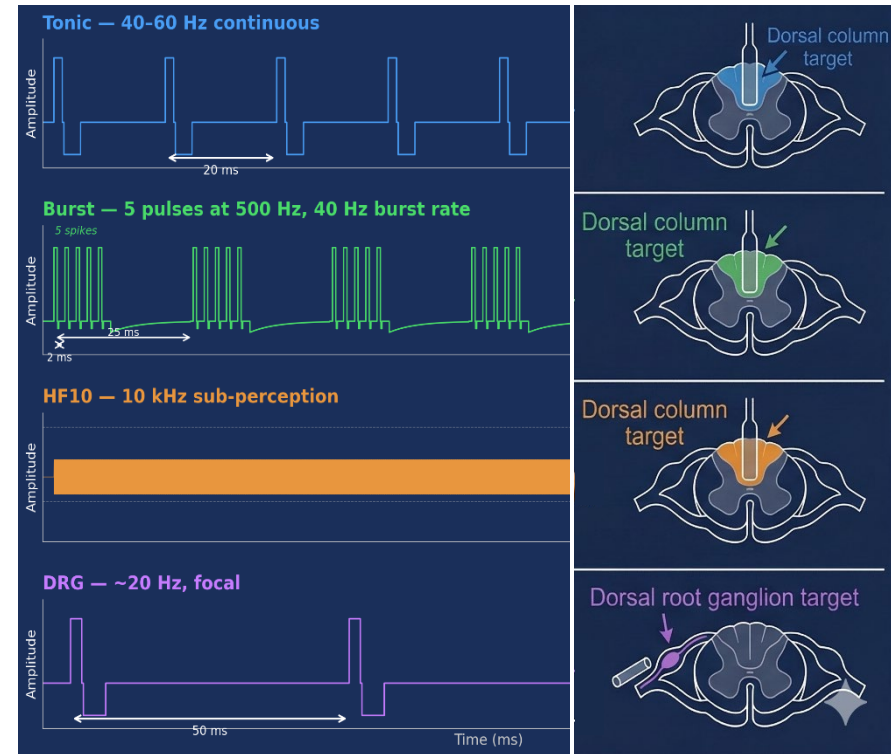 Tonic — 40–60 Hz continuous
Amplitude
20 ms
Dorsal column
target
Burst — 5 pulses at 500 Hz, 40 Hz burst rate
5 spikes
Amplitude
25 ms
2 ms
Dorsal column
target
HF10 — 10 kHz sub-perception
Amplitude
Dorsal column
target
DRG — ~20 Hz, focal
Amplitude
50 ms
Time (ms)
Dorsal root ganglion target